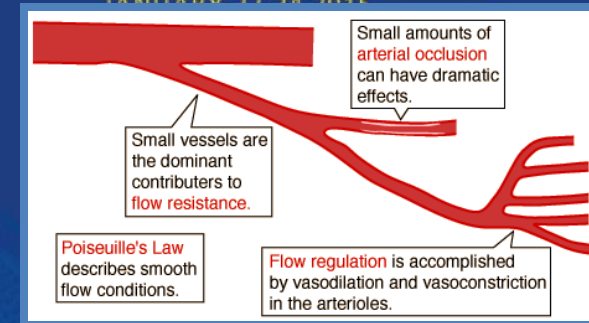 Small amounts of
arterial occlusion
can have dramatic
effects.
Small vessels are
the dominant
contributers to
flow resistance.
Poiseuille's Law
describes smooth
flow conditions.
Flow regulation is accomplished
by vasodilation and vasoconstriction
in the arterioles.